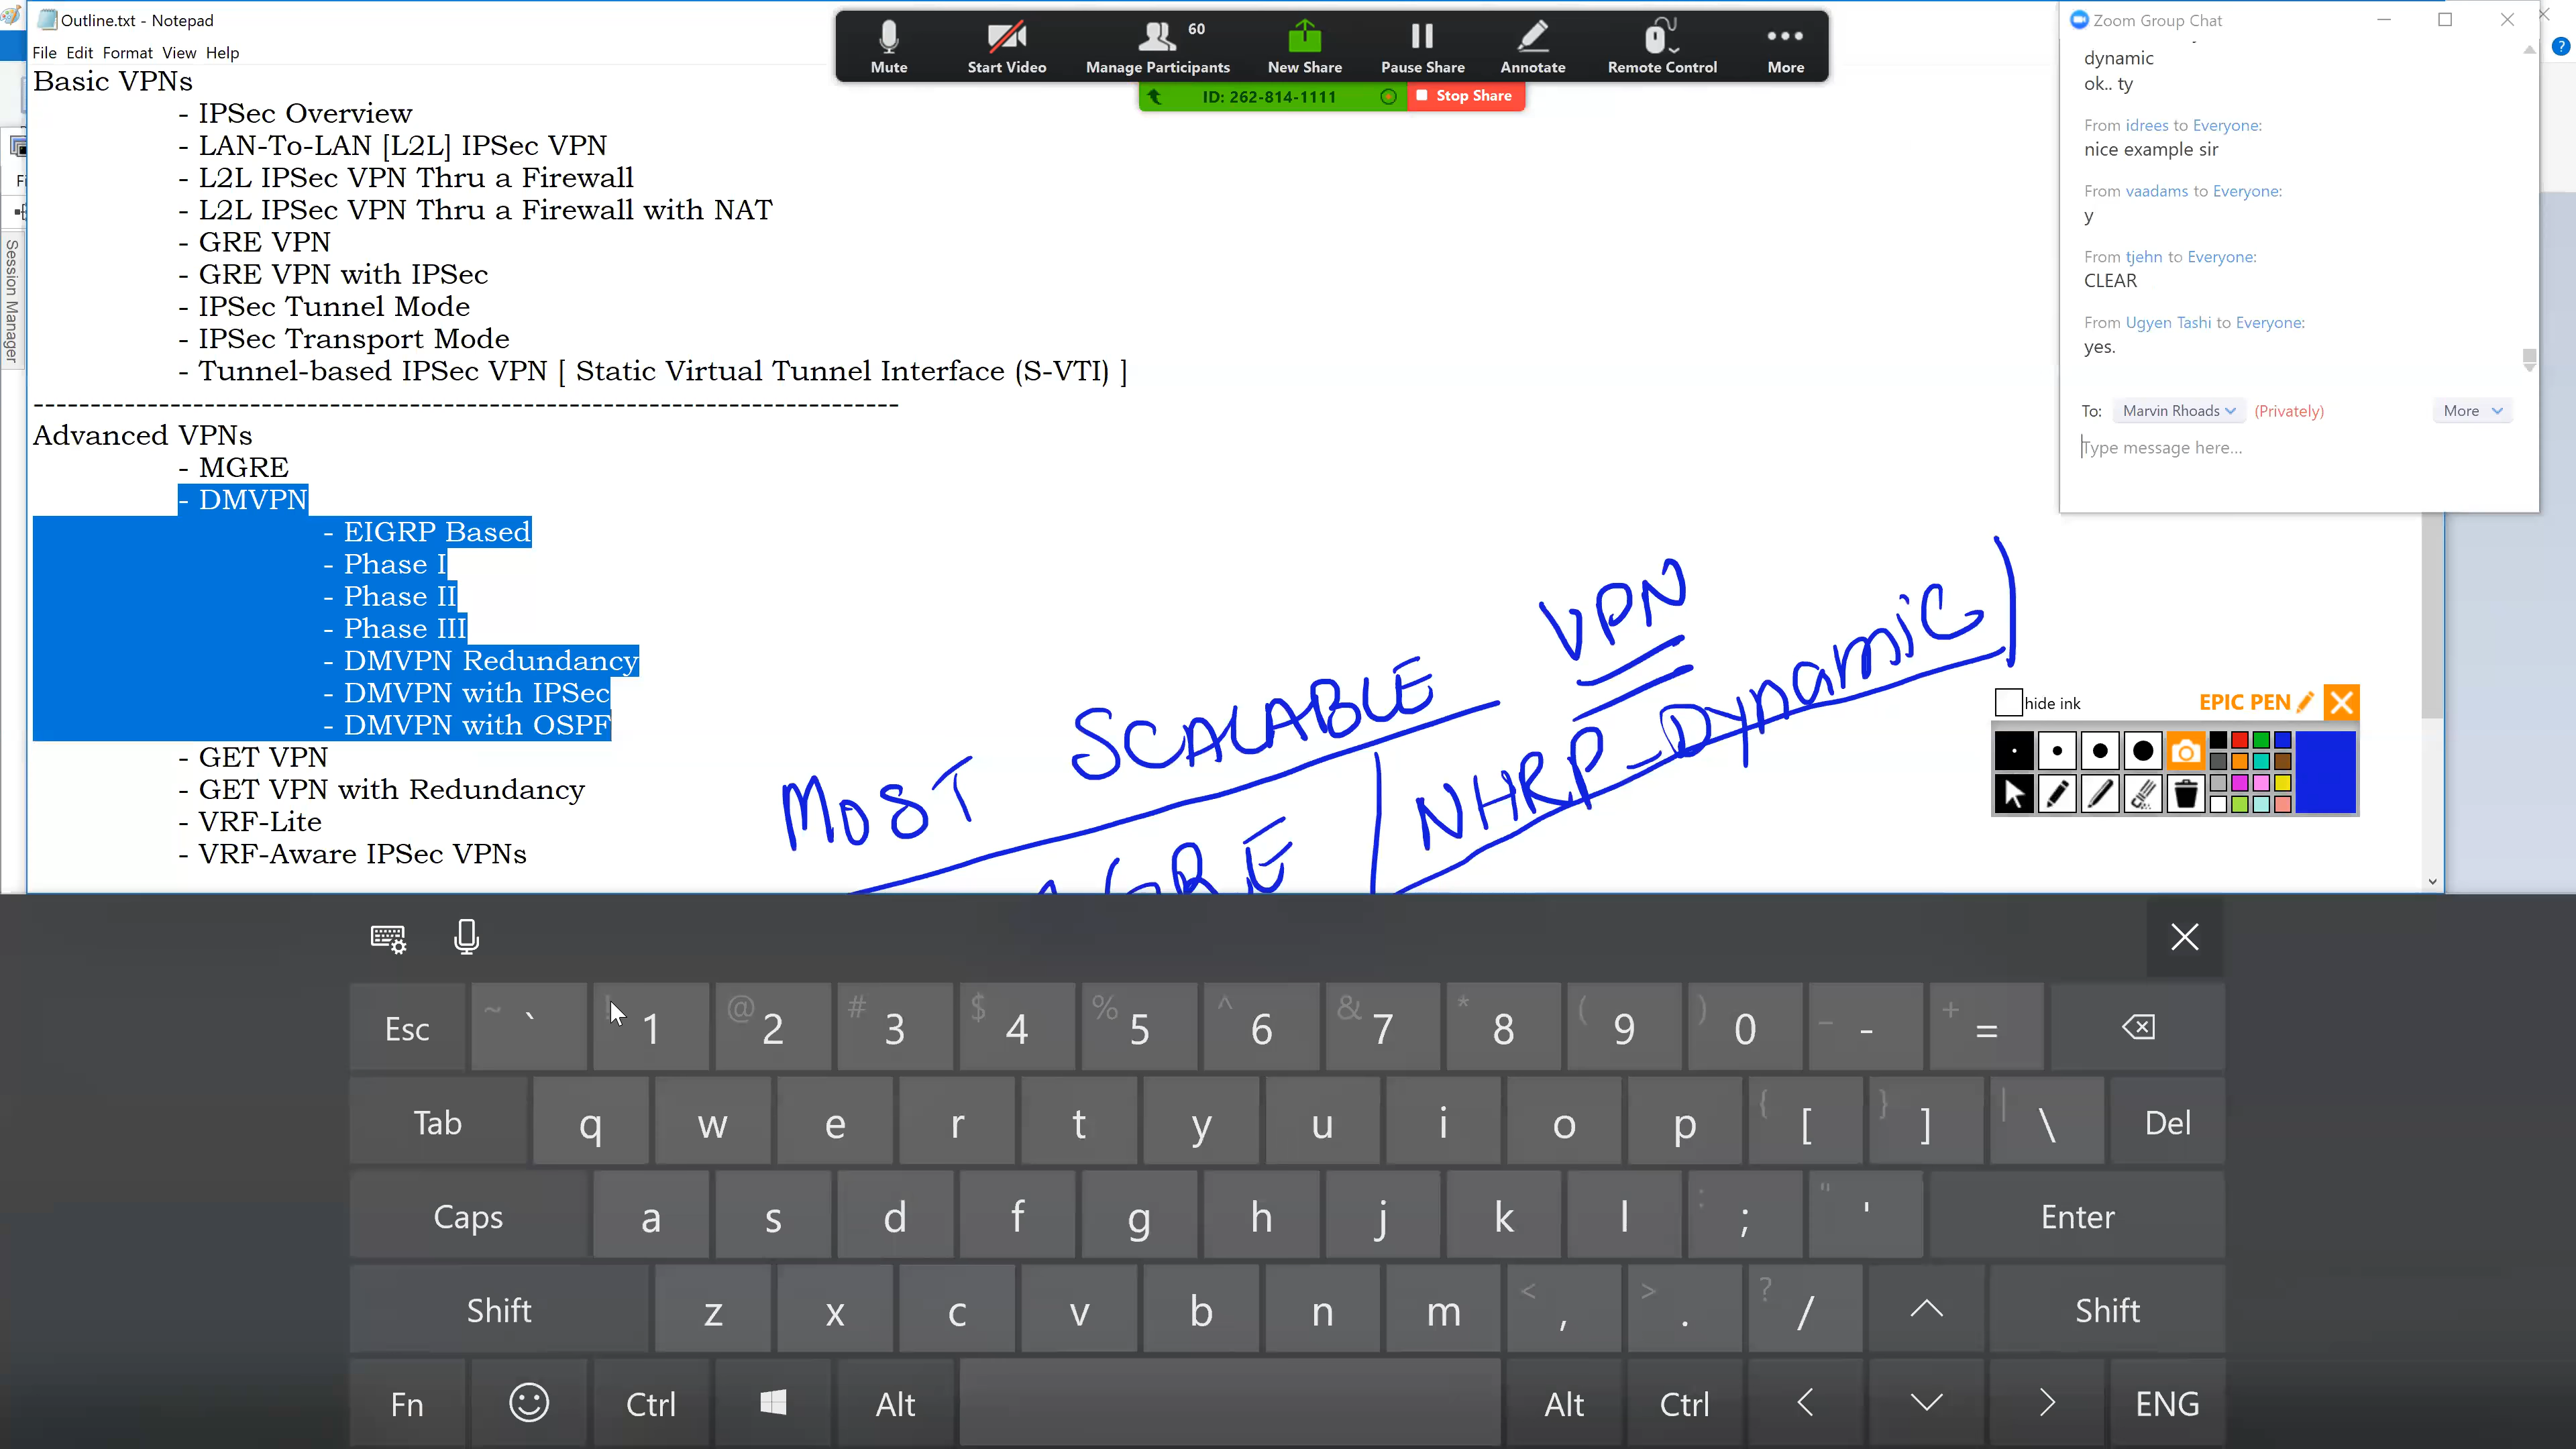 Outline.txt - Notepad
File Edit Format View Help
Basic VPNs
- IPSec Overview
- LAN-To-LAN [L2L] IPSec VPN
- L2L IPSec VPN Thru a Firewall
- L2L IPSec VPN Thru a Firewall with NAT
- GRE VPN
- GRE VPN with IPSec
- IPSec Tunnel Mode
- IPSec Transport Mode
- Tunnel-based IPSec VPN [ Static Virtual Tunnel Interface (S-VTI) ]
--------------------------------------------------------------------------------
Advanced VPNs
- MGRE
- DMVPN
- EIGRP Based
- Phase I
- Phase II
- Phase III
- DMVPN Redundancy
- DMVPN with IPSec
- DMVPN with OSPF
- GET VPN
- GET VPN with Redundancy
- VRF-Lite
- VRF-Aware IPSec VPNs
Session Manager
Mute
Start Video
Manage Participants 60
New Share
Pause Share
Annotate
Remote Control
More
ID: 262-814-1111 Stop Share
Zoom Group Chat
dynamic
ok.. ty
From idrees to Everyone:
nice example sir
From vaadams to Everyone:
y
From tjehn to Everyone:
CLEAR
From Ugyen Tashi to Everyone:
yes.
To: Marvin Rhoads (Privately) More
Type message here...
MOST SCALABLE VPN
GRE NHRP-Dynamic
hide ink EPIC PEN
Esc ~ ` ! 1 @ 2 # 3 $ 4 % 5 ^ 6 & 7 * 8 ( 9 ) 0 _ - + =
Tab q w e r t y u i o p { [ } ] | \ Del
Caps a s d f g h j k l : ; " ' Enter
Shift z x c v b n m < , > . ? / Shift
Fn Ctrl Alt Alt Ctrl ENG